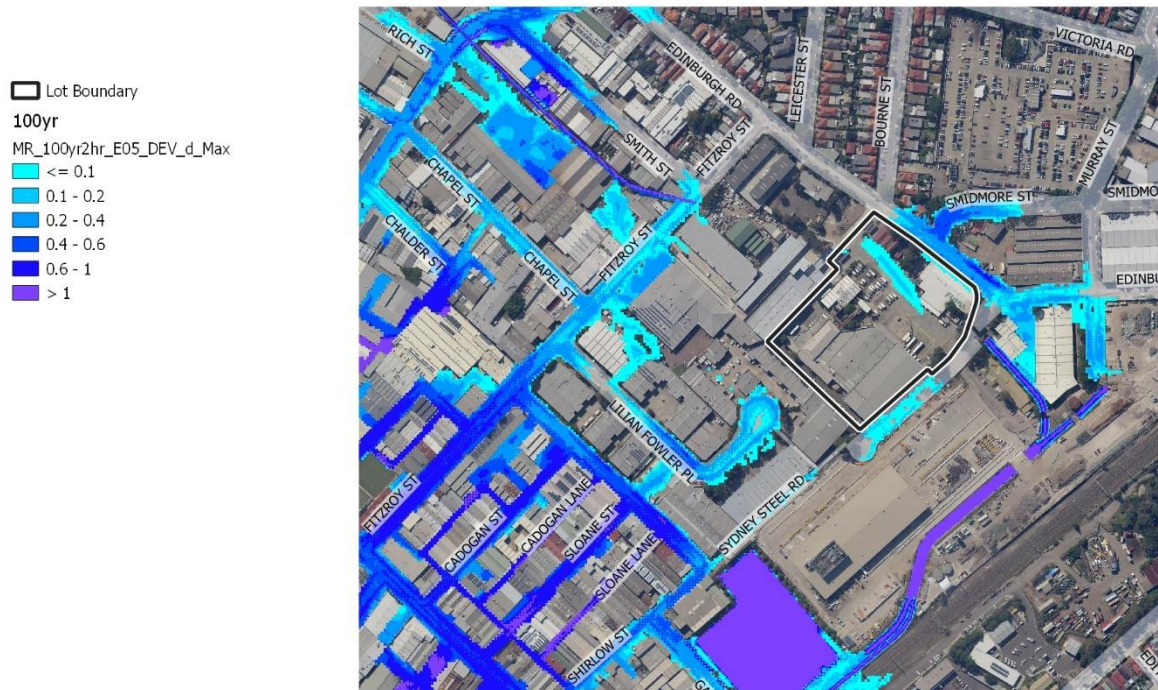 Lot Boundary
100yr
MR_100yr2hr_E05_DEV_d_Max
<= 0.1
0.1 - 0.2
0.2 - 0.4
0.4 - 0.6
0.6 - 1
> 1
RICH ST
EDINBURGH RD
LEICESTER ST
BOURNE ST
VICTORIA RD
MURRAY ST
SMITH ST
FITZROY ST
CHAPEL ST
SMIDMORE ST
SMIDMO
CHALDER ST
CHAPEL ST
FITZROY ST
EDINBU
LILIAN FOWLER PL
FITZROY ST
CADOGAN ST
CADOGAN LANE
SLOANE ST
SLOANE LANE
SYDNEY STEEL RD
SHIRLOW ST
GA
EDI